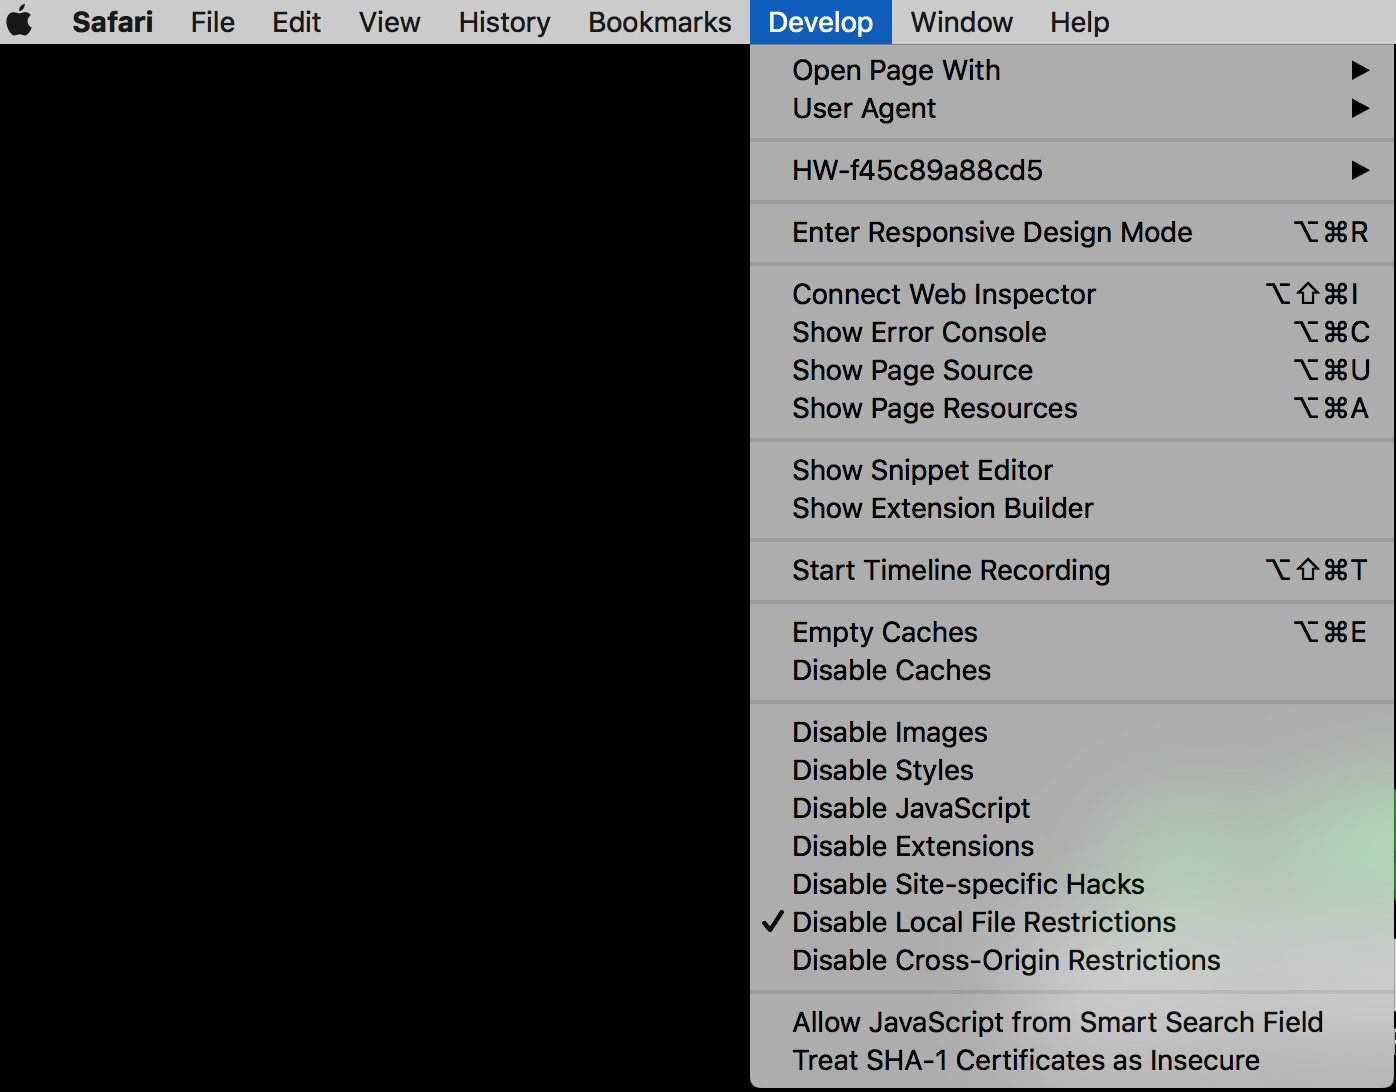 Safari File Edit View History Bookmarks Develop Window Help
Open Page With ▶
User Agent ▶
HW-f45c89a88cd5 ▶
Enter Responsive Design Mode ⌥⌘R
Connect Web Inspector ⌥⇧⌘I
Show Error Console ⌥⌘C
Show Page Source ⌥⌘U
Show Page Resources ⌥⌘A
Show Snippet Editor
Show Extension Builder
Start Timeline Recording ⌥⇧⌘T
Empty Caches ⌥⌘E
Disable Caches
Disable Images
Disable Styles
Disable JavaScript
Disable Extensions
Disable Site-specific Hacks
✓ Disable Local File Restrictions
Disable Cross-Origin Restrictions
Allow JavaScript from Smart Search Field
Treat SHA-1 Certificates as Insecure